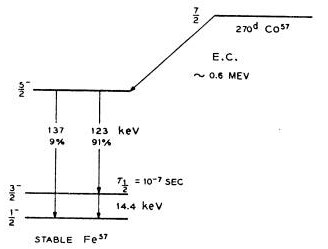 7/2
270ᵈ CO⁵⁷
E.C.
~ 0.6 MEV
5/2⁻
137 123 keV
9% 91%
3/2⁻ τ1/2 = 10⁻⁷ SEC
14.4 keV
1/2⁻
STABLE Fe⁵⁷